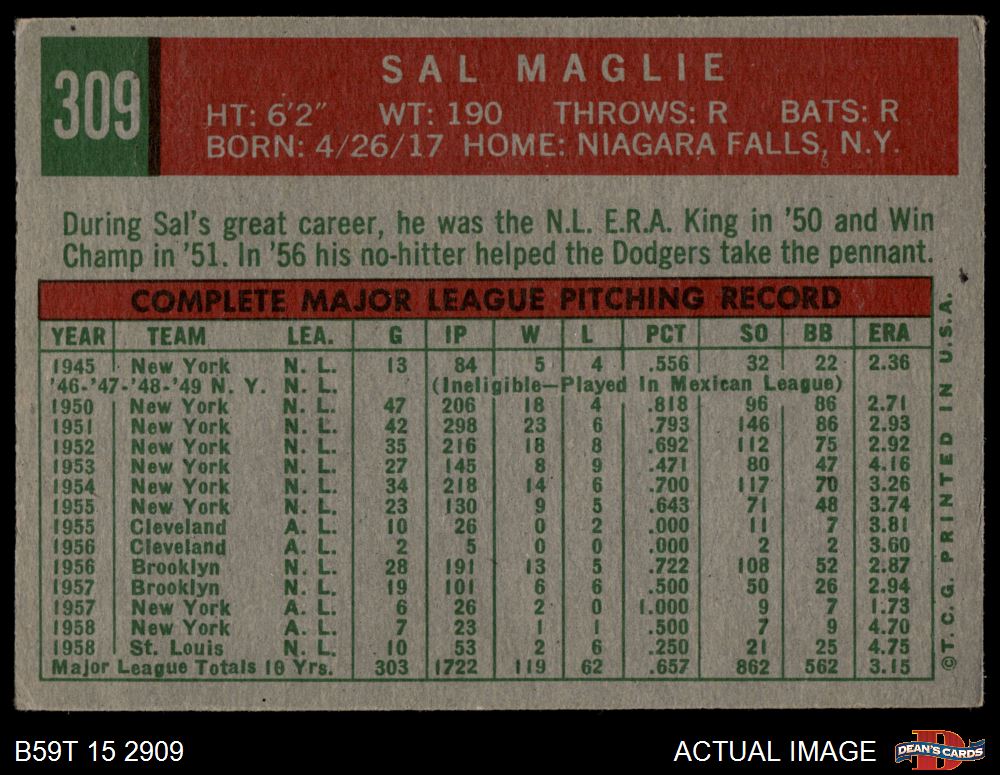 309
SAL MAGLIE
HT: 6'2" WT: 190 THROWS: R BATS: R
BORN: 4/26/17 HOME: NIAGARA FALLS, N.Y.
During Sal's great career, he was the N.L. E.R.A. King in '50 and Win
Champ in '51. In '56 his no-hitter helped the Dodgers take the pennant.
COMPLETE MAJOR LEAGUE PITCHING RECORD
YEAR TEAM LEA. G IP W L PCT SO BB ERA
1945 New York N. L. 13 84 5 4 .556 32 22 2.36
'46-'47-'48-'49 N. Y. N. L. (Ineligible—Played In Mexican League)
1950 New York N. L. 47 206 18 4 .818 96 86 2.71
1951 New York N. L. 42 298 23 6 .793 146 86 2.93
1952 New York N. L. 35 216 18 8 .692 112 75 2.92
1953 New York N. L. 27 145 8 9 .471 80 47 4.16
1954 New York N. L. 34 218 14 6 .700 117 70 3.26
1955 New York N. L. 23 130 9 5 .643 71 48 3.74
1955 Cleveland A. L. 10 26 0 2 .000 11 7 3.81
1956 Cleveland A. L. 2 5 0 0 .000 2 2 3.60
1956 Brooklyn N. L. 28 191 13 5 .722 108 52 2.87
1957 Brooklyn N. L. 19 101 6 6 .500 50 26 2.94
1957 New York A. L. 6 26 2 0 1.000 9 7 1.73
1958 New York A. L. 7 23 1 1 .500 7 9 4.70
1958 St. Louis N. L. 10 53 2 6 .250 21 25 4.75
Major League Totals 10 Yrs. 303 1722 119 62 .657 862 562 3.15
©T.C.G. PRINTED IN U.S.A.
B59T 15 2909
ACTUAL IMAGE
DEAN'S CARDS